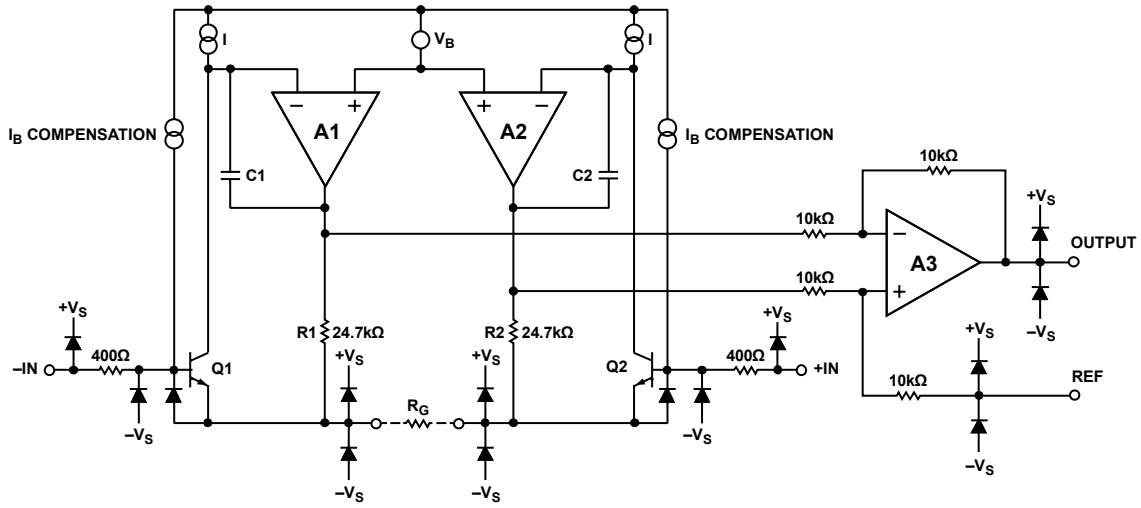 I
V_B
I
I_B COMPENSATION
− +
A1
+ −
A2
I_B COMPENSATION
C1
C2
10kΩ
10kΩ
−
A3
10kΩ
+
+V_S
OUTPUT
−V_S
+V_S
400Ω
−IN
−V_S
Q1
R1 24.7kΩ
+V_S
R_G
−V_S
R2 24.7kΩ
+V_S
−V_S
Q2
400Ω
+V_S
+IN
−V_S
10kΩ
+V_S
REF
−V_S